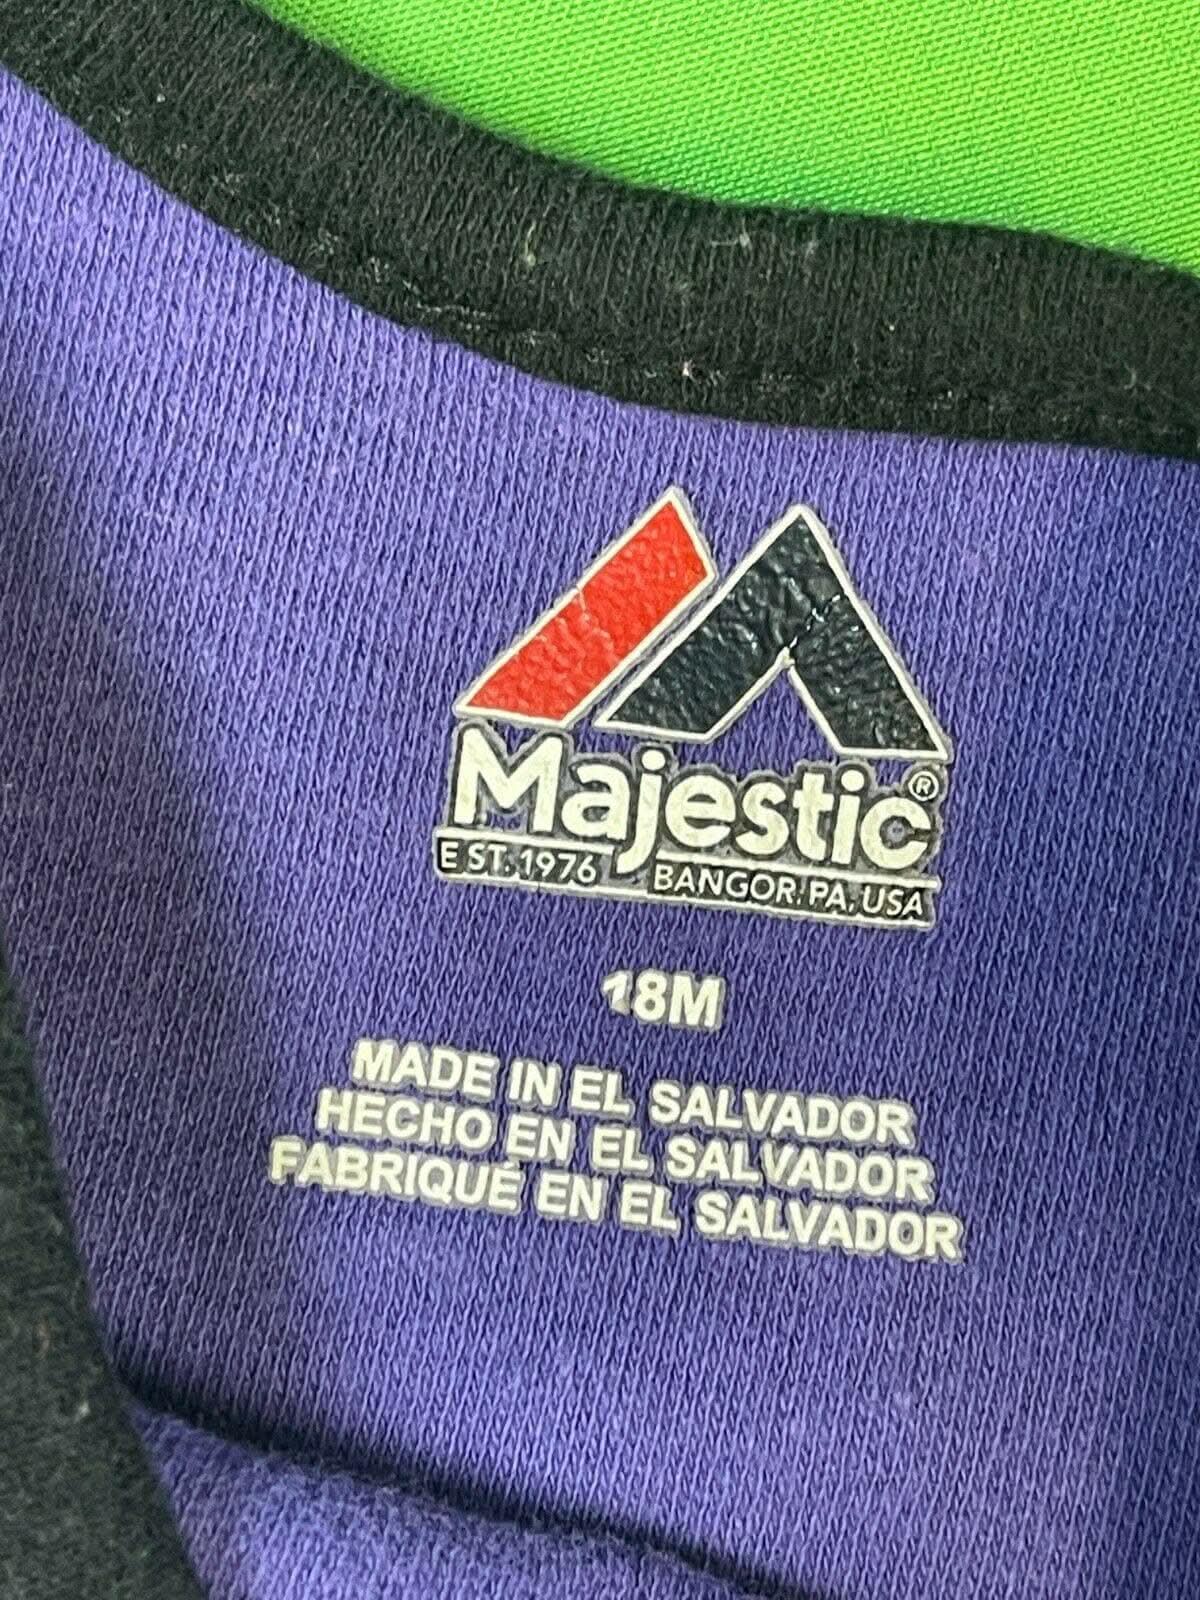 Majestic®
EST. 1976 BANGOR, PA, USA
18M
MADE IN EL SALVADOR
HECHO EN EL SALVADOR
FABRIQUÉ EN EL SALVADOR